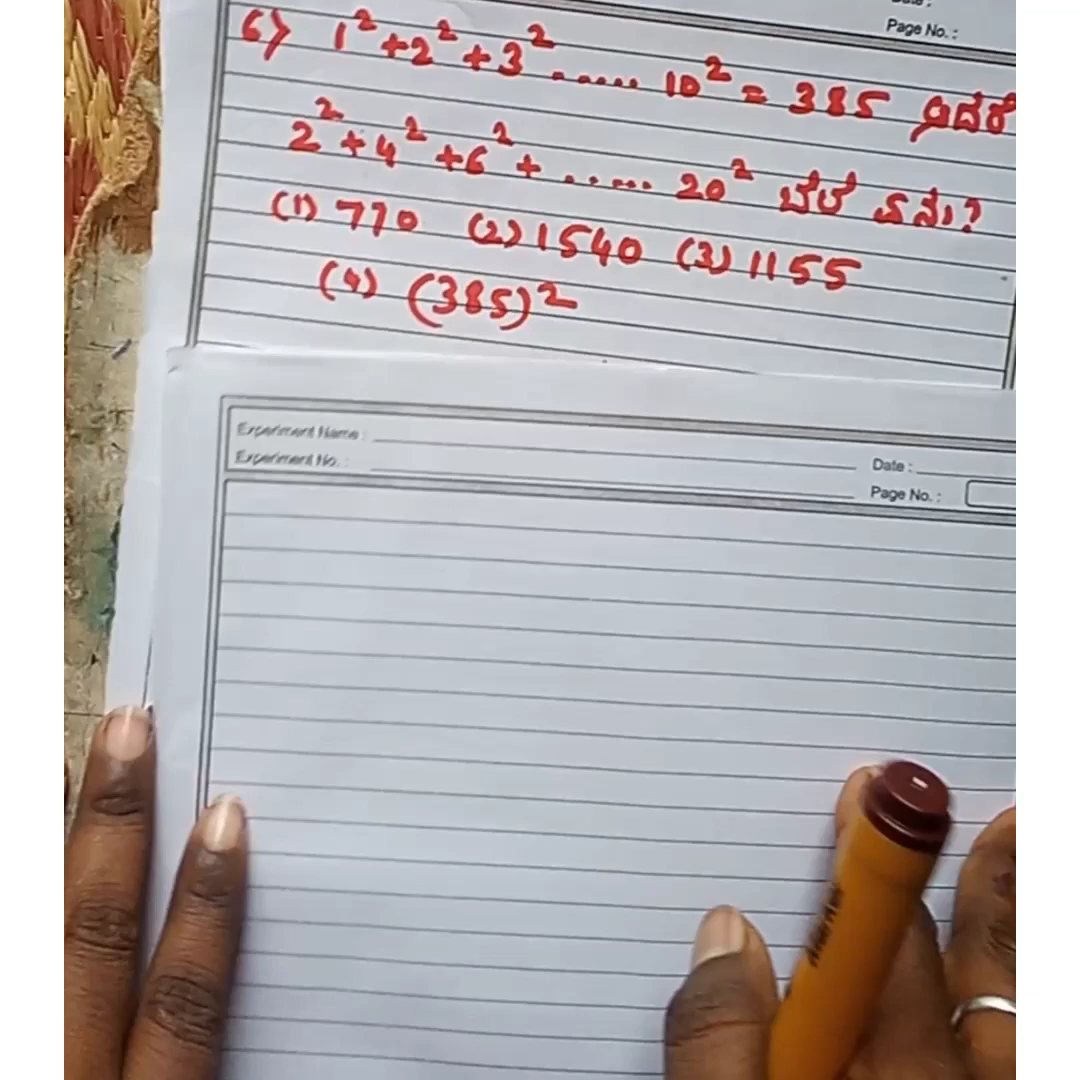 Page No. :
6) 1² + 2² + 3² ...... 10² = 385 ಆದರೆ
2² + 4² + 6² + ...... 20² ಬೆಲೆ ಏನು?
(1) 770 (2) 1540 (3) 1155
(4) (385)²
Experiment Name :
Date :
Experiment No. :
Page No. :